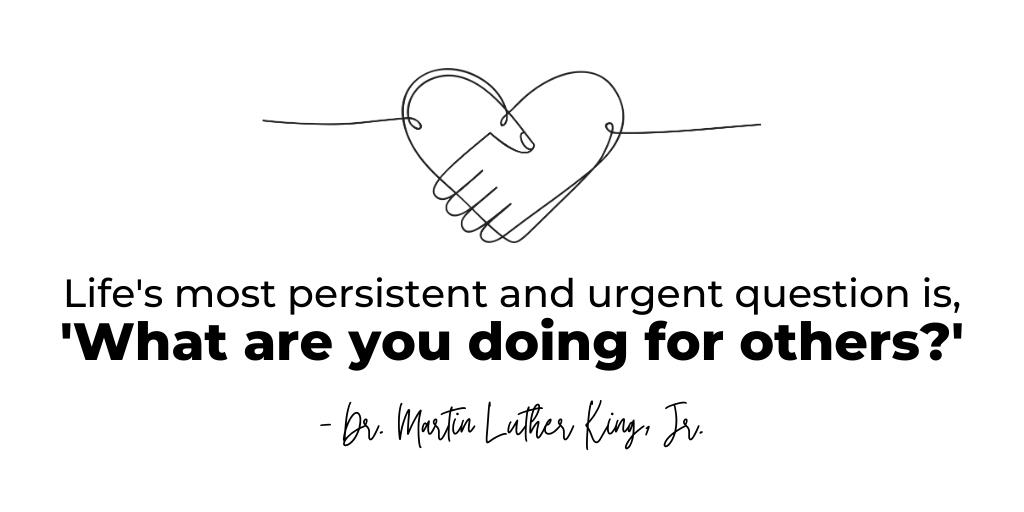 Life's most persistent and urgent question is,
'What are you doing for others?'
- Dr. Martin Luther King, Jr.